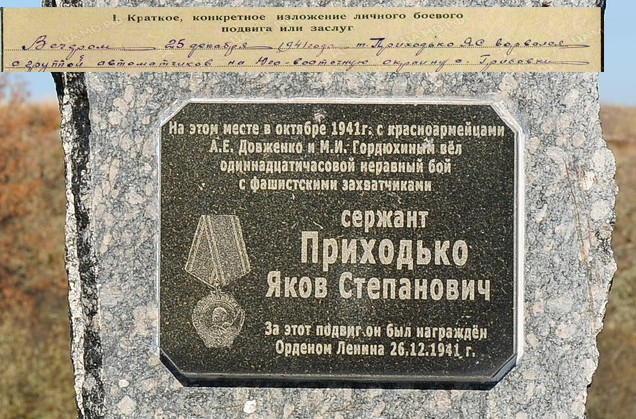 I. Краткое, конкретное изложение личного боевого
подвига или заслуг
Вечером 25 декабря 1941 года т. Приходько ЯС ворвался
с группой автоматчиков на Юго-восточную окраину с. Грибовки
На этом месте в октябре 1941г. с красноармейцами
А.Е. Довженко и М.И. Гордюхиным вёл
одиннадцатичасовой неравный бой
с фашистскими захватчиками
сержант
Приходько
Яков Степанович
За этот подвиг он был награждён
Орденом Ленина 26.12.1941 г.